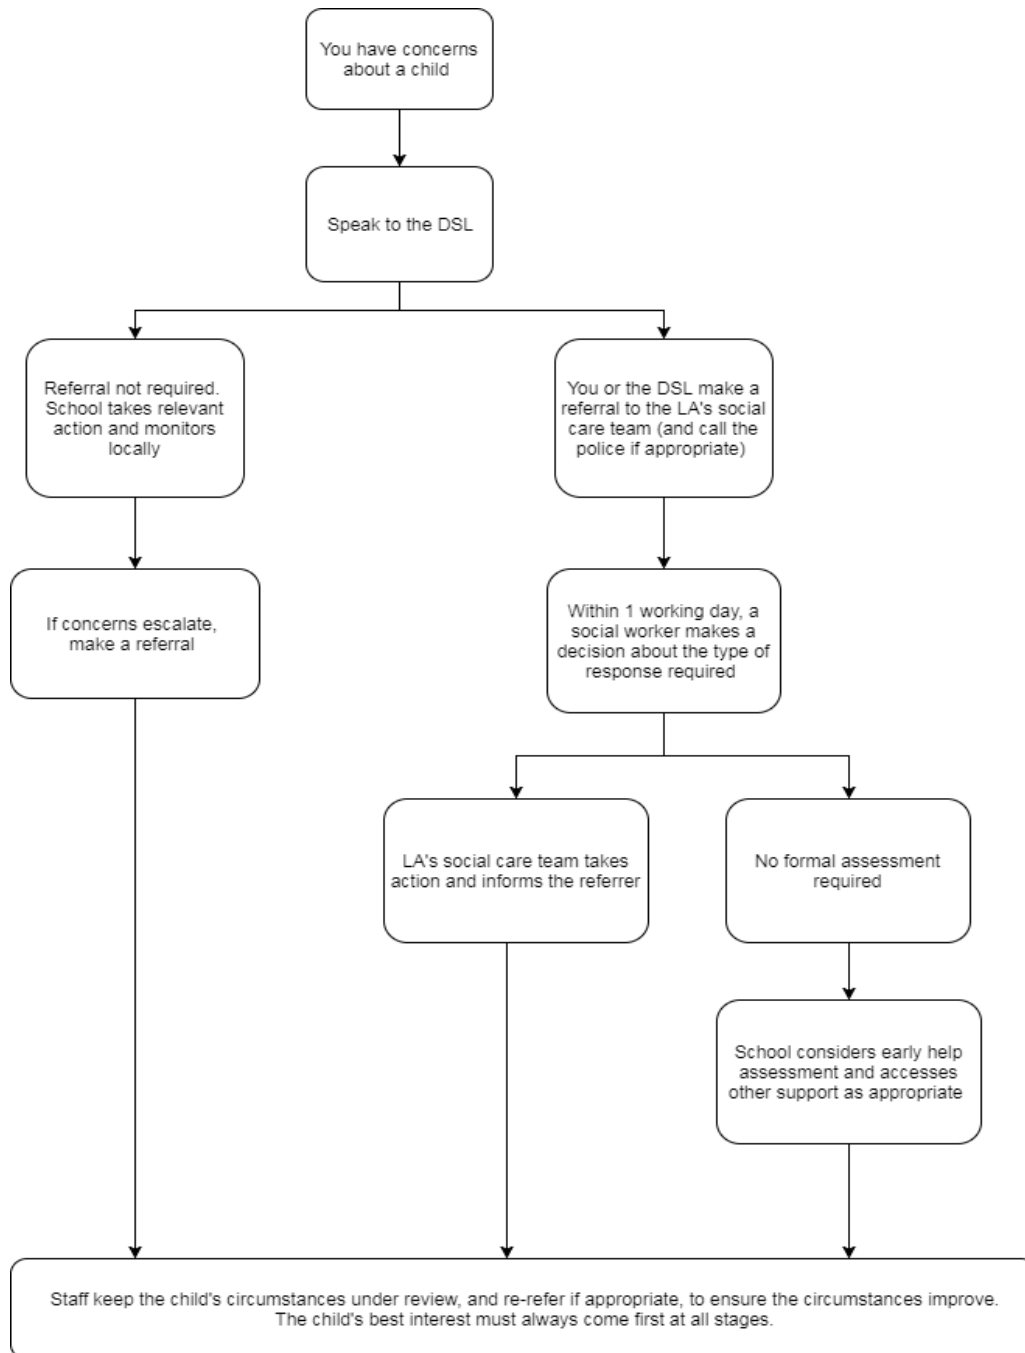 You have concerns
about a child
Speak to the DSL
Referral not required.
School takes relevant
action and monitors
locally
You or the DSL make a
referral to the LA's social
care team (and call the
police if appropriate)
If concerns escalate,
make a referral
Within 1 working day, a
social worker makes a
decision about the type of
response required
LA's social care team takes
action and informs the referrer
No formal assessment
required
School considers early help
assessment and accesses
other support as appropriate
Staff keep the child's circumstances under review, and re-refer if appropriate, to ensure the circumstances improve.
The child's best interest must always come first at all stages.